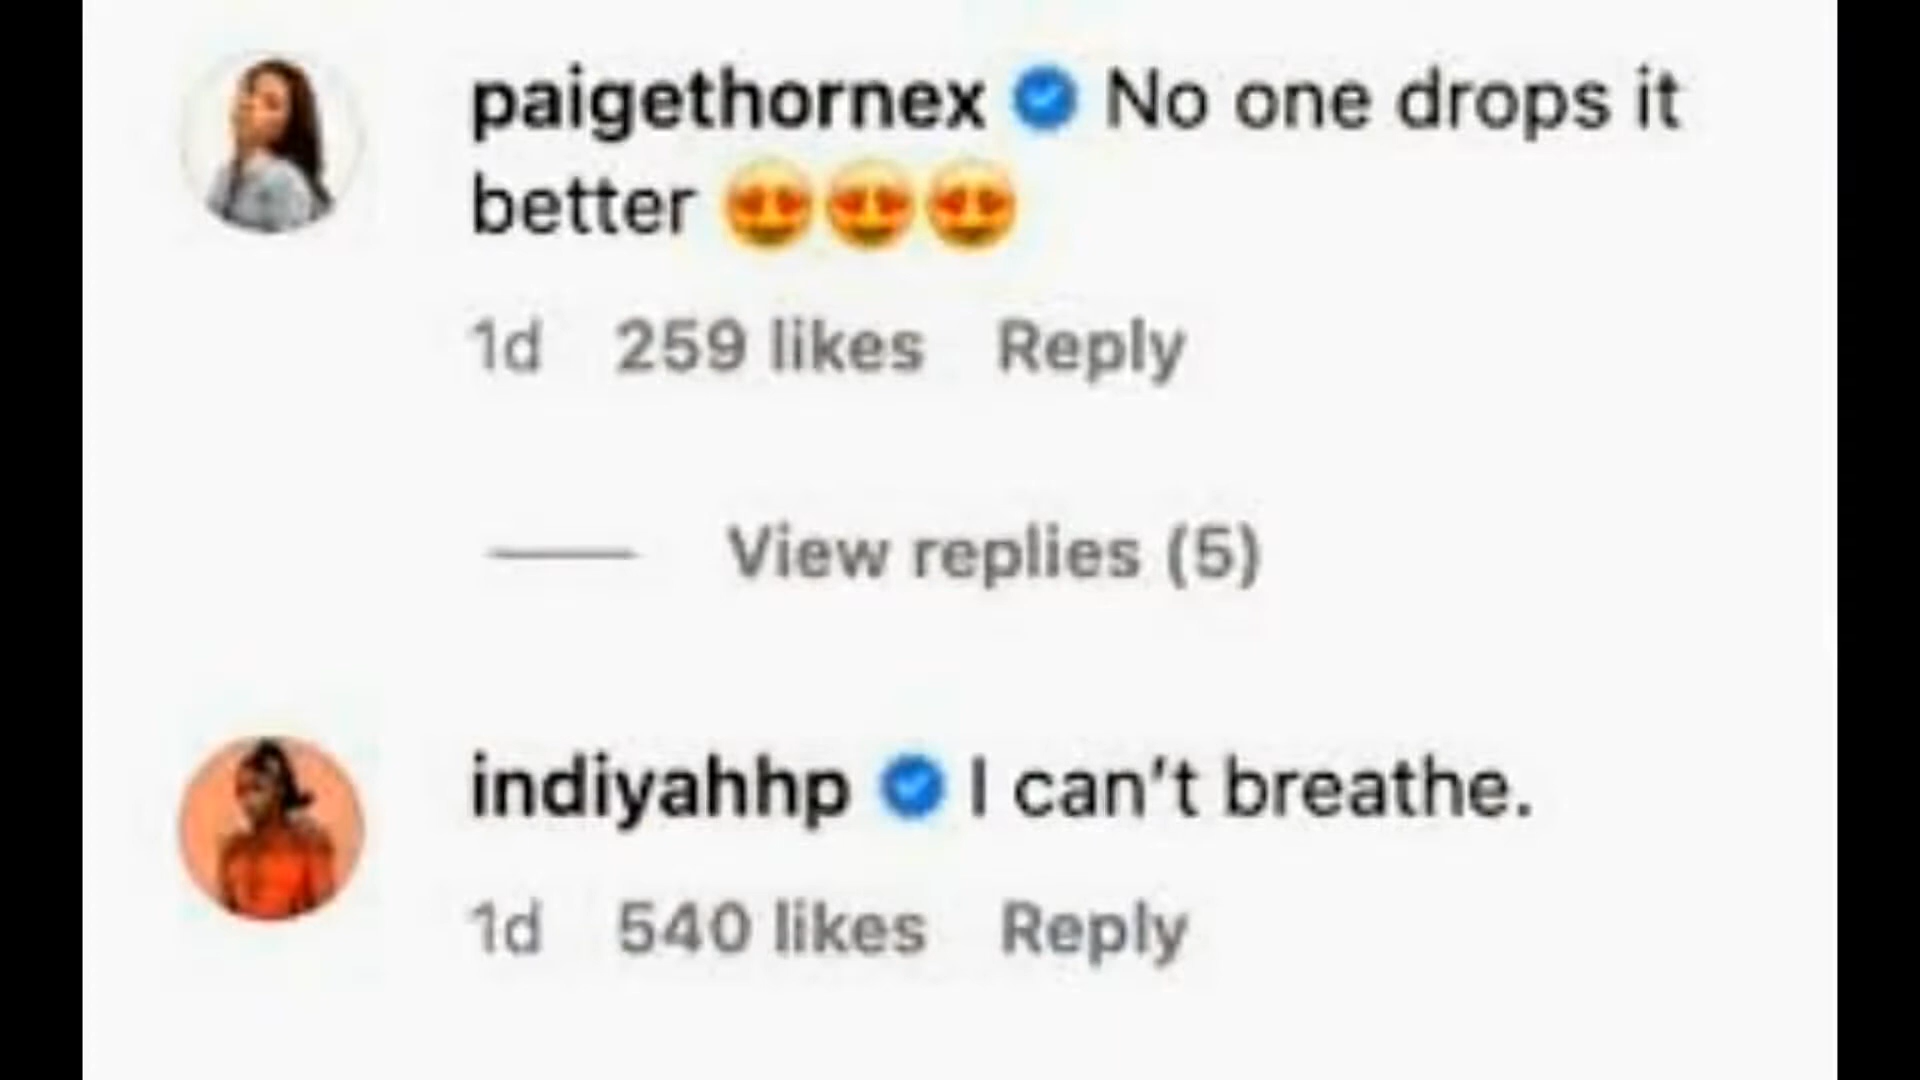 paigethornex No one drops it
better 😍😍😍
1d 259 likes Reply
View replies (5)
indiyahhp I can't breathe.
1d 540 likes Reply